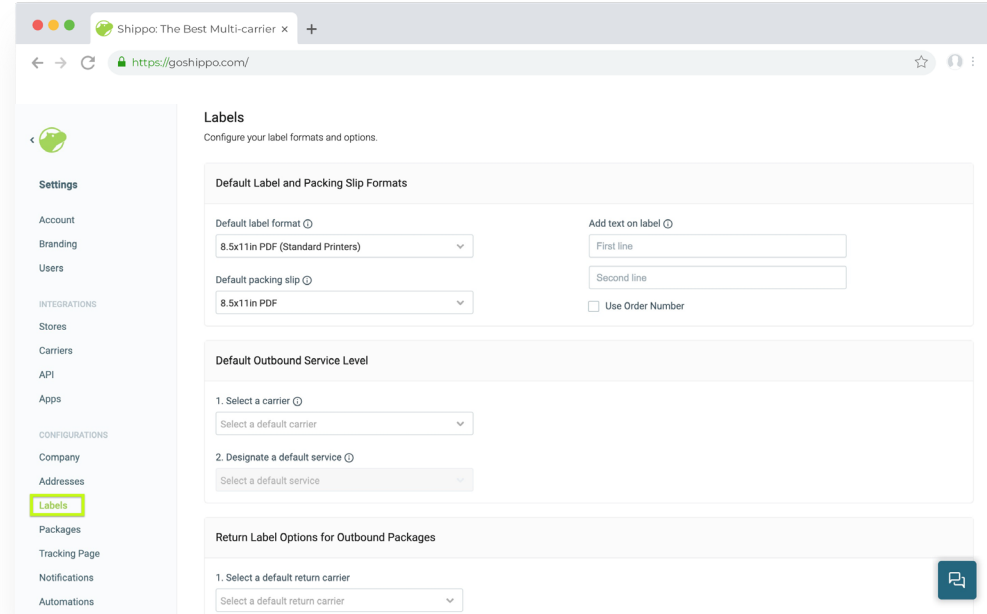 Shippo: The Best Multi-carrier
https://goshippo.com/
Settings
Account
Branding
Users
INTEGRATIONS
Stores
Carriers
API
Apps
CONFIGURATIONS
Company
Addresses
Labels
Packages
Tracking Page
Notifications
Automations
Labels
Configure your label formats and options.
Default Label and Packing Slip Formats
Default label format
8.5x11in PDF (Standard Printers)
Default packing slip
8.5x11in PDF
Add text on label
First line
Second line
Use Order Number
Default Outbound Service Level
1. Select a carrier
Select a default carrier
2. Designate a default service
Select a default service
Return Label Options for Outbound Packages
1. Select a default return carrier
Select a default return carrier